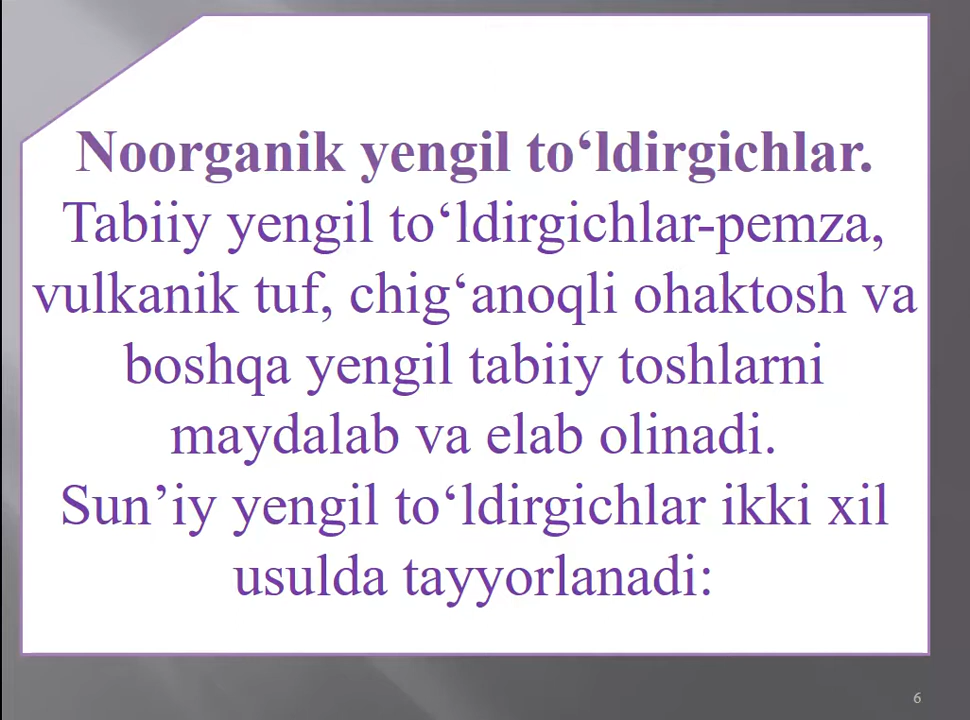 Noorganik yengil to‘ldirgichlar.
Tabiiy yengil to‘ldirgichlar-pemza,
vulkanik tuf, chig‘anoqli ohaktosh va
boshqa yengil tabiiy toshlarni
maydalab va elab olinadi.
Sun’iy yengil to‘ldirgichlar ikki xil
usulda tayyorlanadi:
6